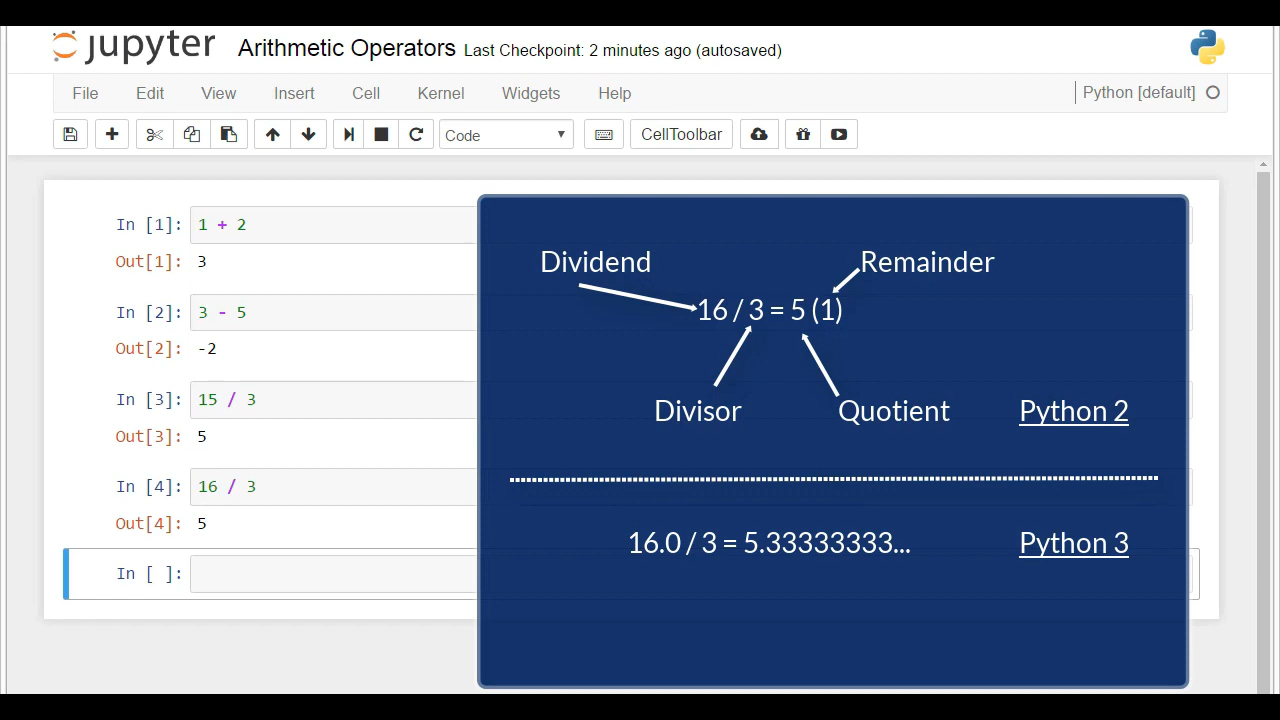 jupyter Arithmetic Operators Last Checkpoint: 2 minutes ago (autosaved)
File Edit View Insert Cell Kernel Widgets Help Python [default]
Code CellToolbar
In [1]: 1 + 2
Out[1]: 3
In [2]: 3 - 5
Out[2]: -2
In [3]: 15 / 3
Out[3]: 5
In [4]: 16 / 3
Out[4]: 5
In [ ]:
Dividend Remainder
16 / 3 = 5 (1)
Divisor Quotient Python 2
16.0 / 3 = 5.33333333... Python 3